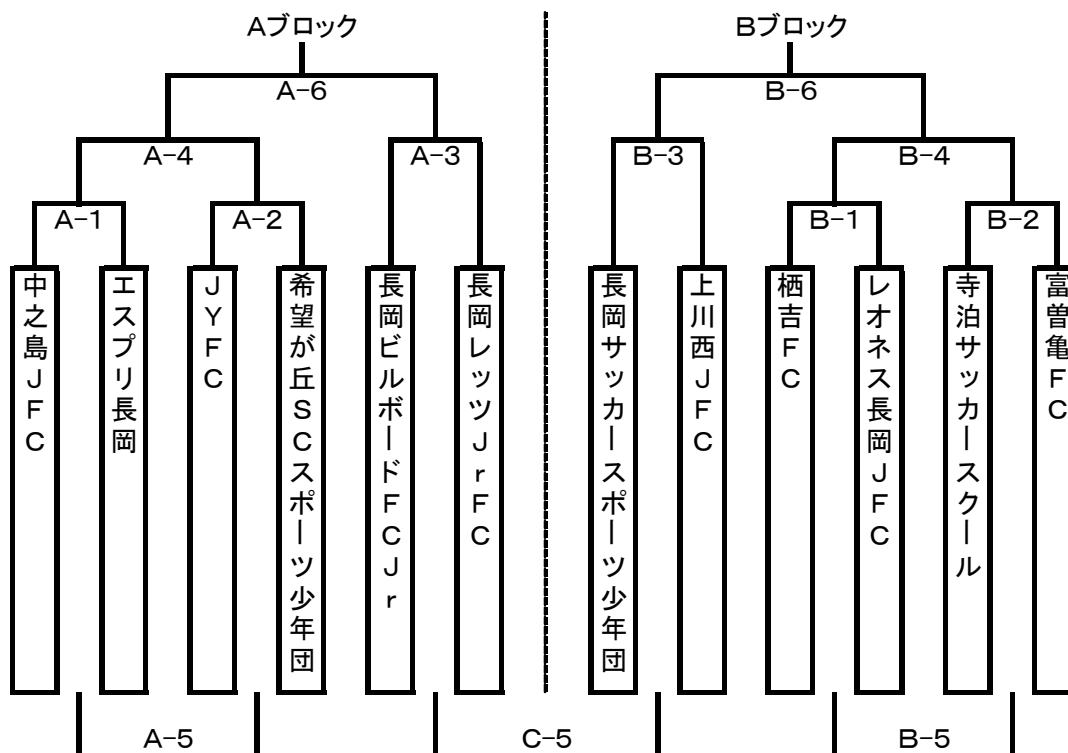 Aブロック
Bブロック
A-6
B-6
A-4
A-3
B-3
B-4
A-1
A-2
B-1
B-2
中之島JFC
エスプリ長岡
JYFC
希望が丘SCスポーツ少年団
長岡ビルボードFCJr
長岡レッツJrFC
長岡サッカースポーツ少年団
上川西JFC
栖吉FC
レオネス長岡JFC
寺泊サッカースクール
富曽亀FC
A-5
C-5
B-5